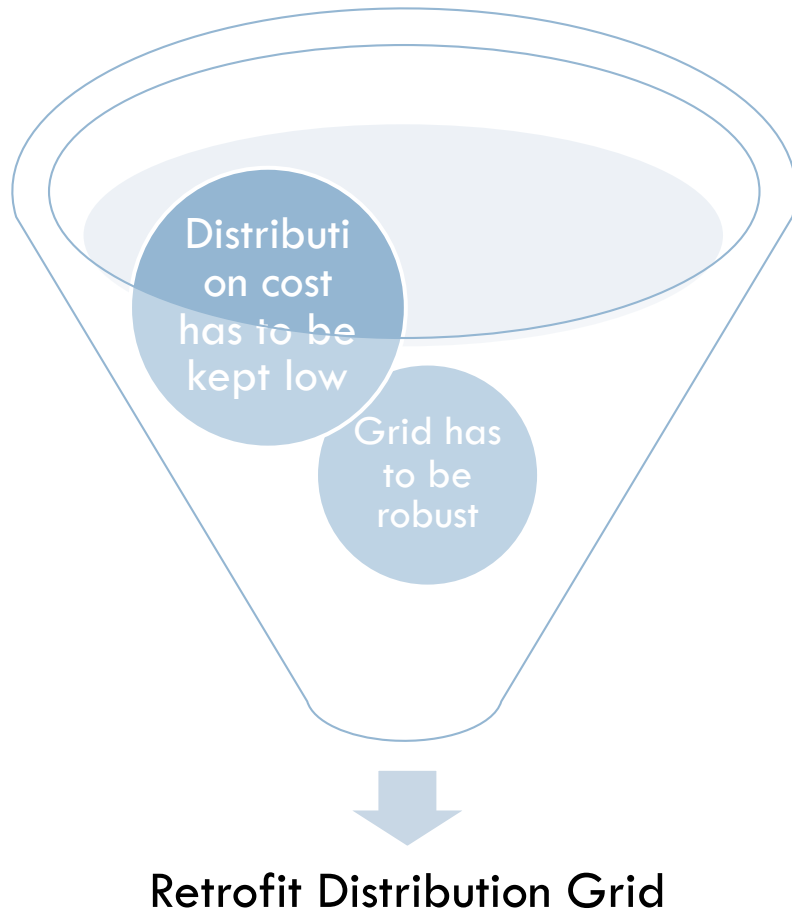 Distributi
on cost
has to be
kept low
Grid has
to be
robust
Retrofit Distribution Grid